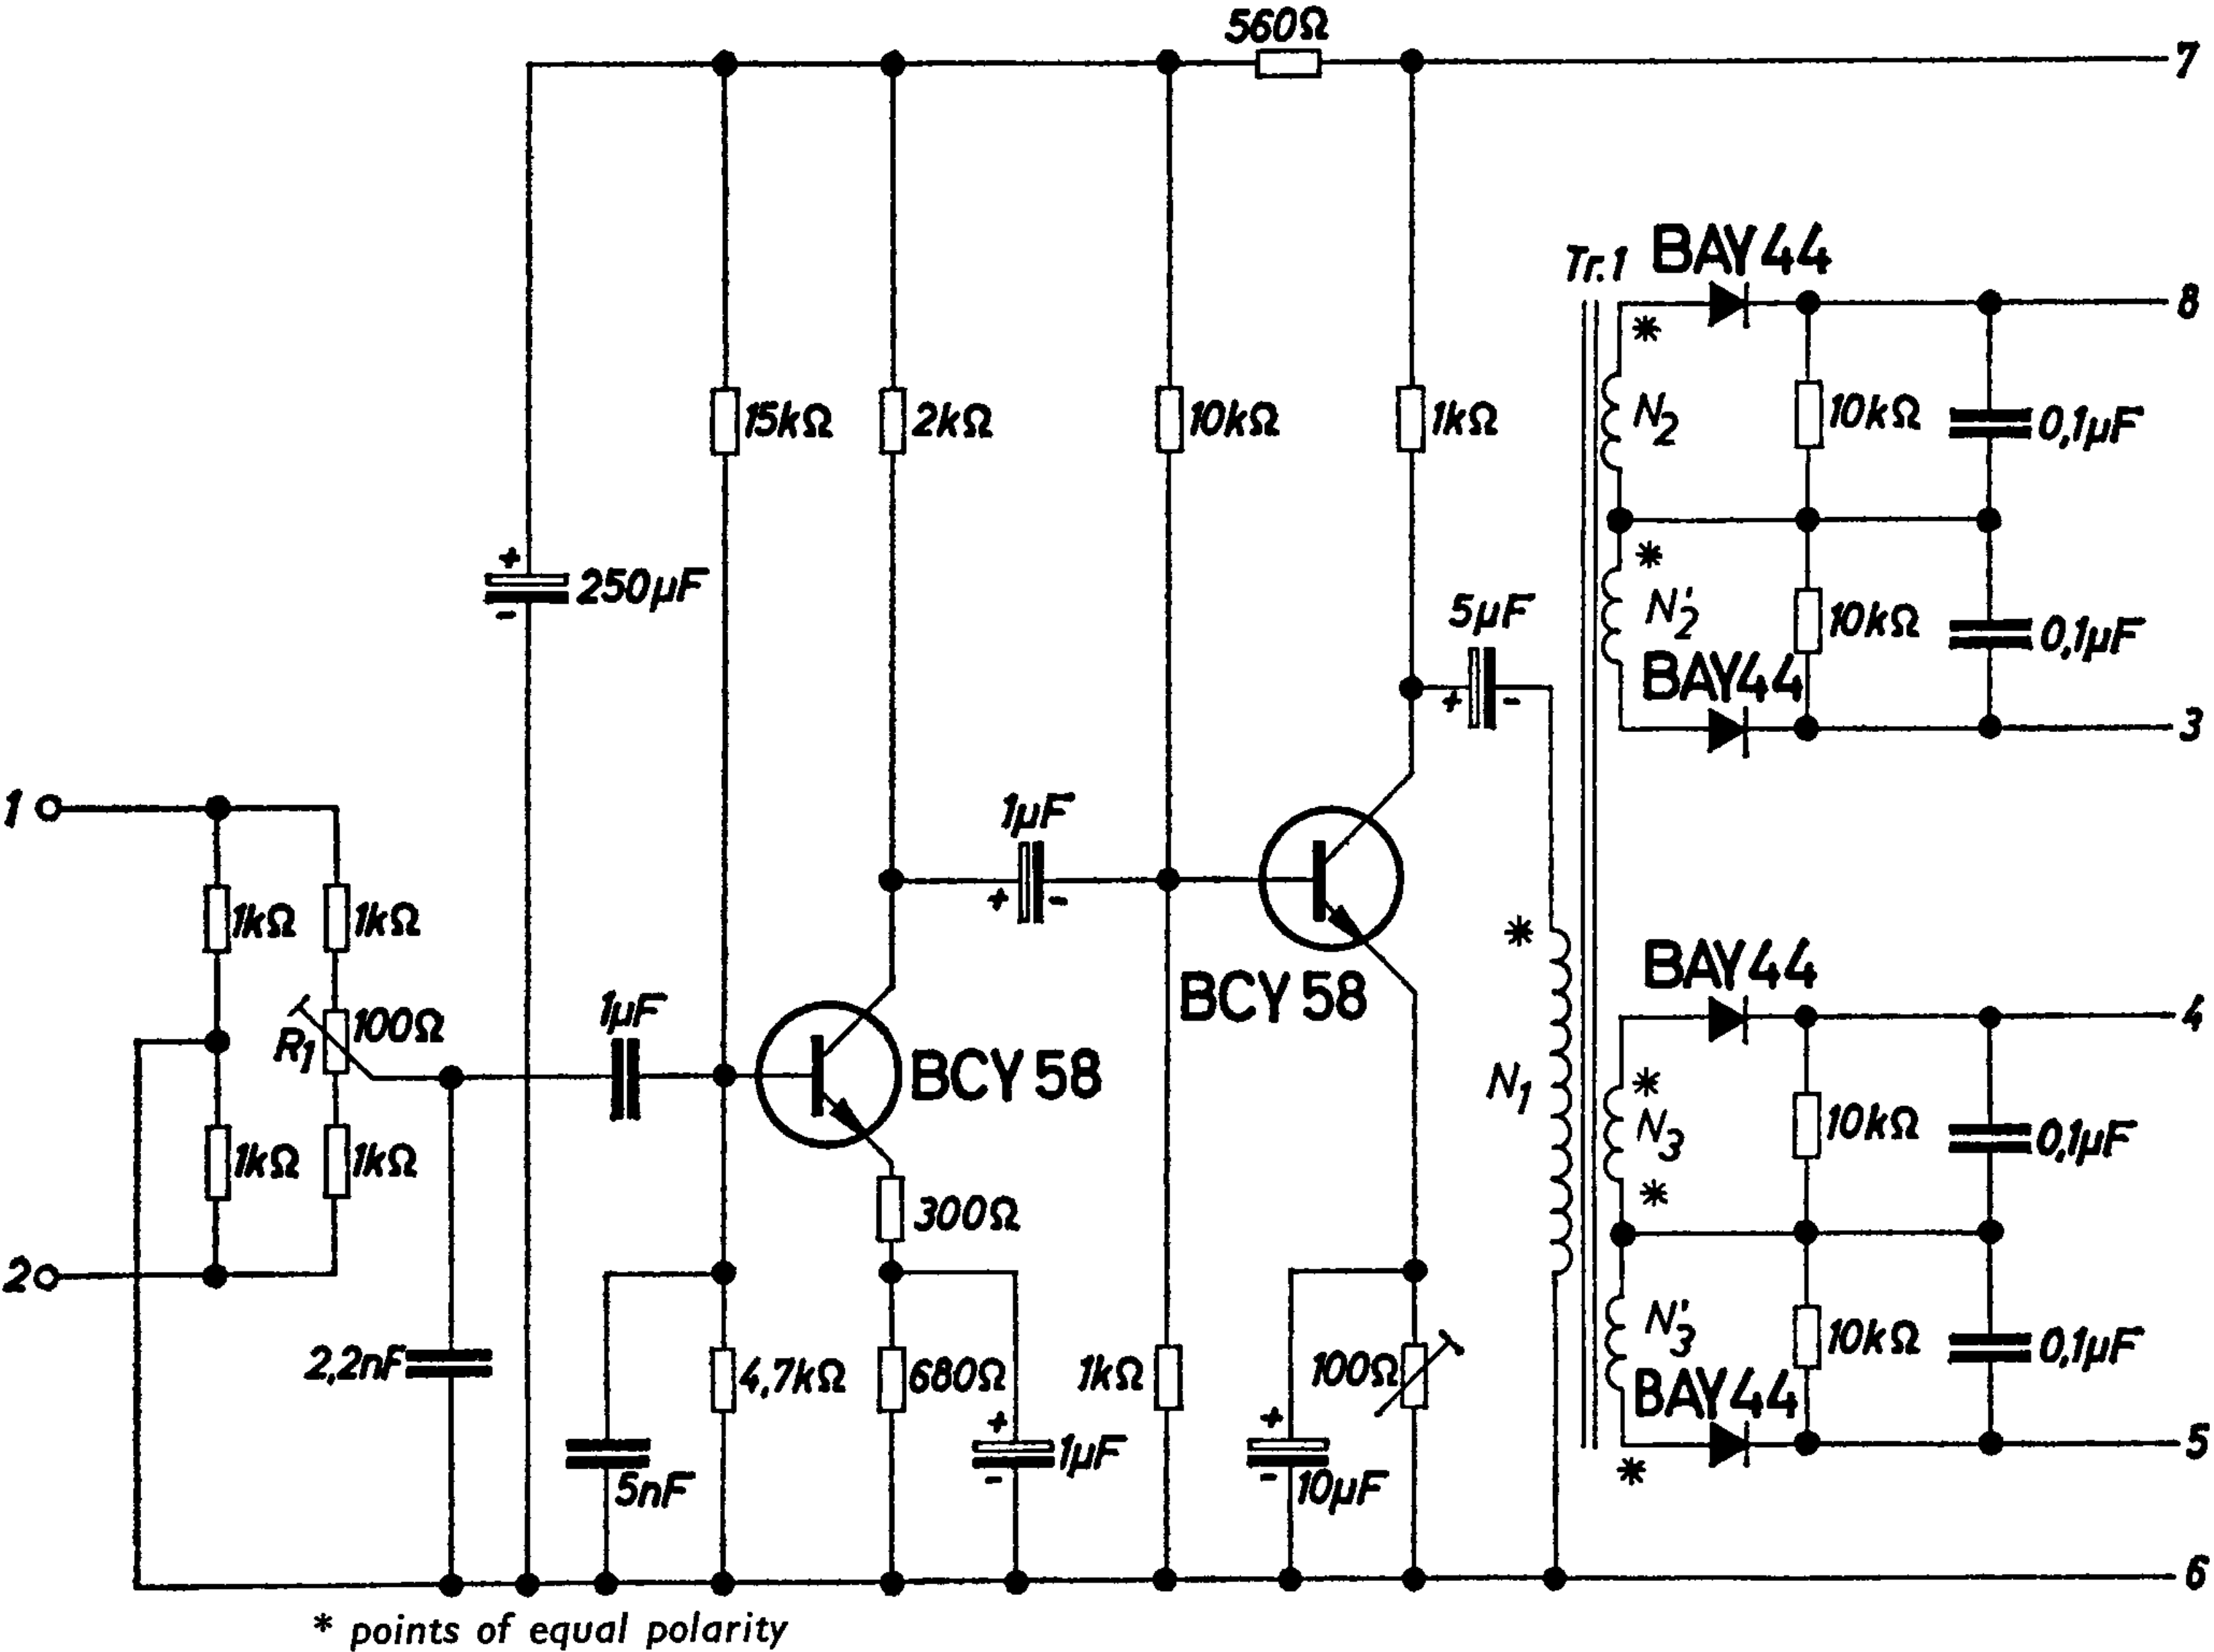 560Ω
7
Tr.1
BAY44
*
8
15kΩ
2kΩ
10kΩ
1kΩ
N2
10kΩ
0,1µF
+
250µF
-
*
N'2
10kΩ
0,1µF
5µF
+
-
BAY44
3
1
1µF
+
-
1kΩ
1kΩ
*
BAY44
BCY58
4
R1
100Ω
1µF
BCY58
N1
*
N3
10kΩ
0,1µF
1kΩ
1kΩ
*
300Ω
2
N'3
10kΩ
0,1µF
2,2nF
4,7kΩ
680Ω
1kΩ
100Ω
BAY44
5
+
1µF
-
+
10µF
-
5nF
*
6
* points of equal polarity